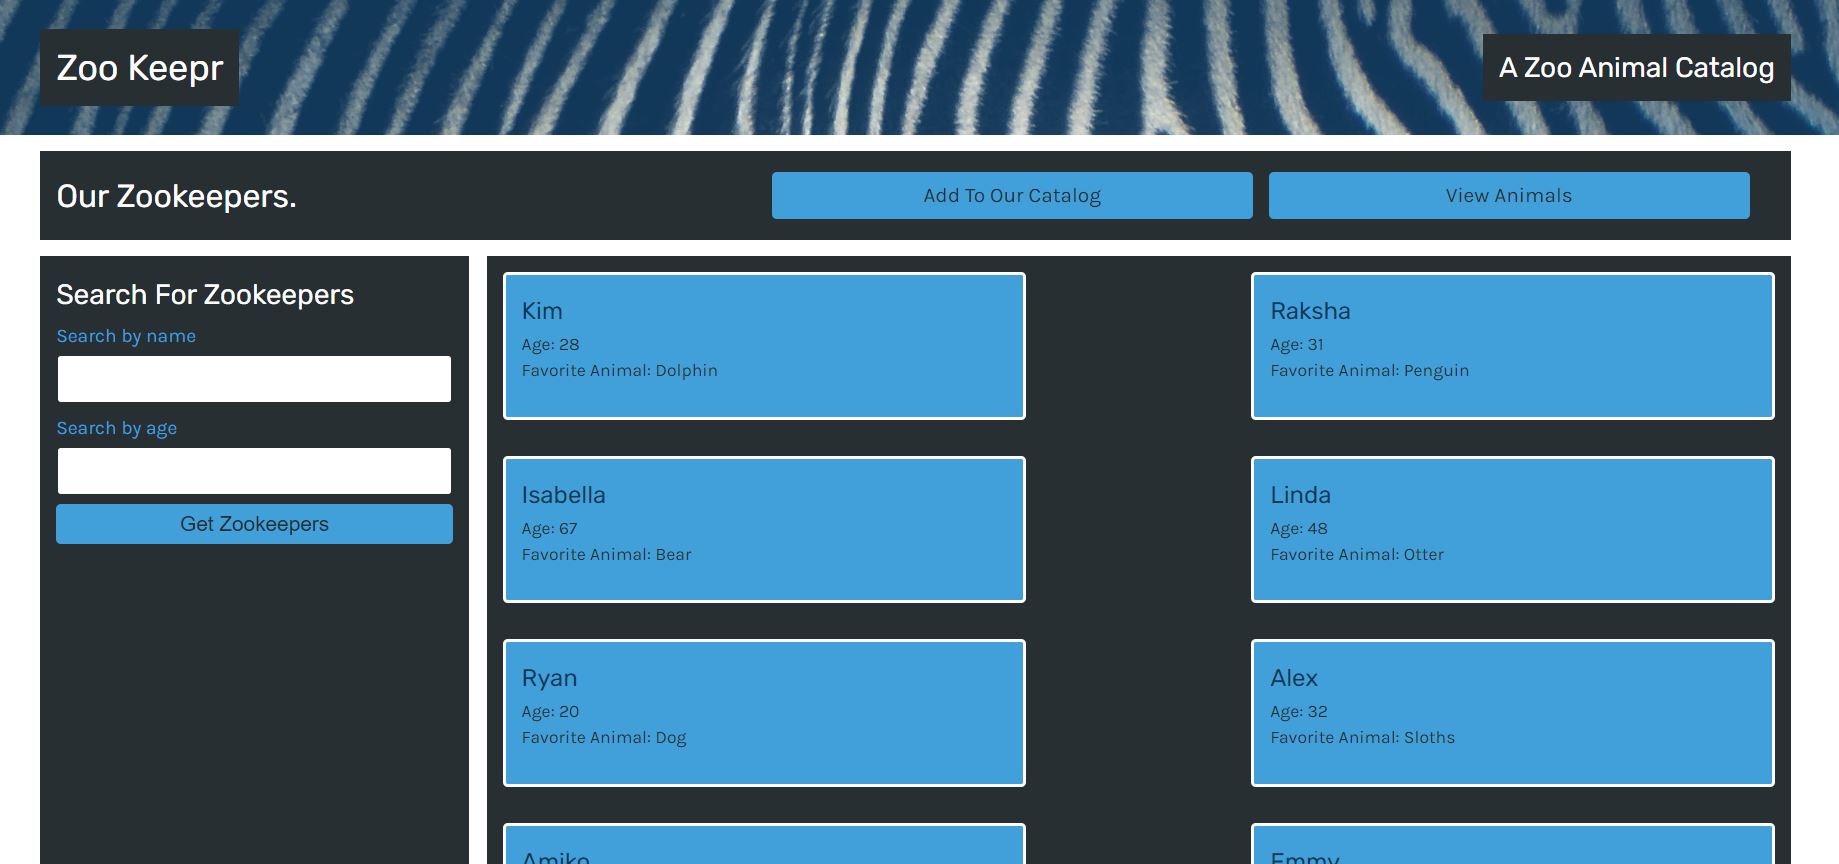 Zoo Keepr
A Zoo Animal Catalog
Our Zookeepers.
Add To Our Catalog
View Animals
Search For Zookeepers
Search by name
Search by age
Get Zookeepers
Kim
Age: 28
Favorite Animal: Dolphin
Raksha
Age: 31
Favorite Animal: Penguin
Isabella
Age: 67
Favorite Animal: Bear
Linda
Age: 48
Favorite Animal: Otter
Ryan
Age: 20
Favorite Animal: Dog
Alex
Age: 32
Favorite Animal: Sloths
Amiko
Emmy